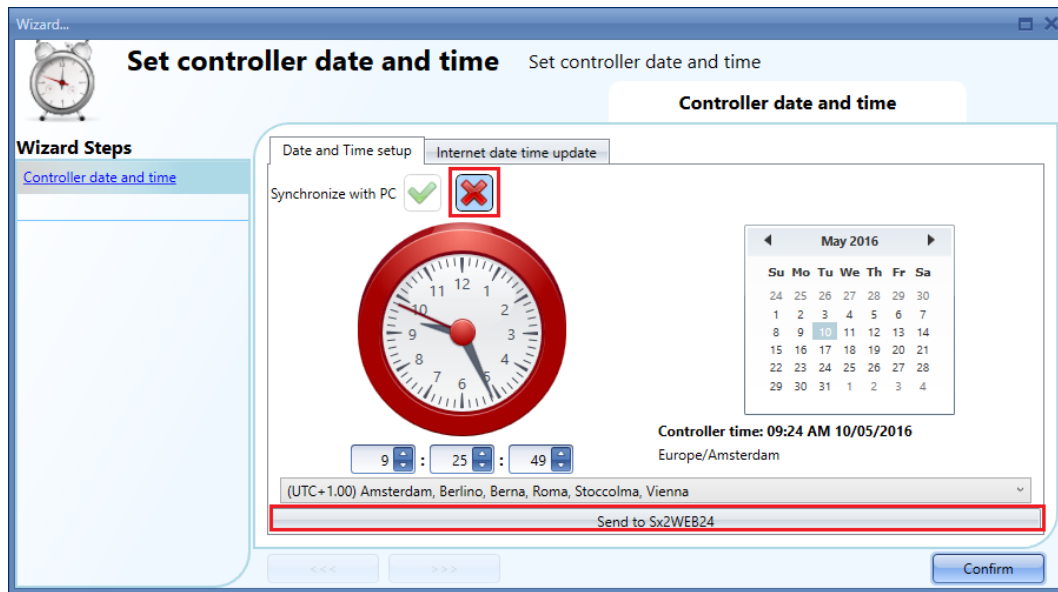 Wizard...
Set controller date and time Set controller date and time
Controller date and time
Wizard Steps
Controller date and time
Date and Time setup Internet date time update
Synchronize with PC
12
1
2
3
4
5
6
7
8
9
10
11
May 2016
Su Mo Tu We Th Fr Sa
24 25 26 27 28 29 30
1 2 3 4 5 6 7
8 9 10 11 12 13 14
15 16 17 18 19 20 21
22 23 24 25 26 27 28
29 30 31 1 2 3 4
Controller time: 09:24 AM 10/05/2016
Europe/Amsterdam
9 : 25 : 49
(UTC+1.00) Amsterdam, Berlino, Berna, Roma, Stoccolma, Vienna
Send to Sx2WEB24
<<< >>> Confirm